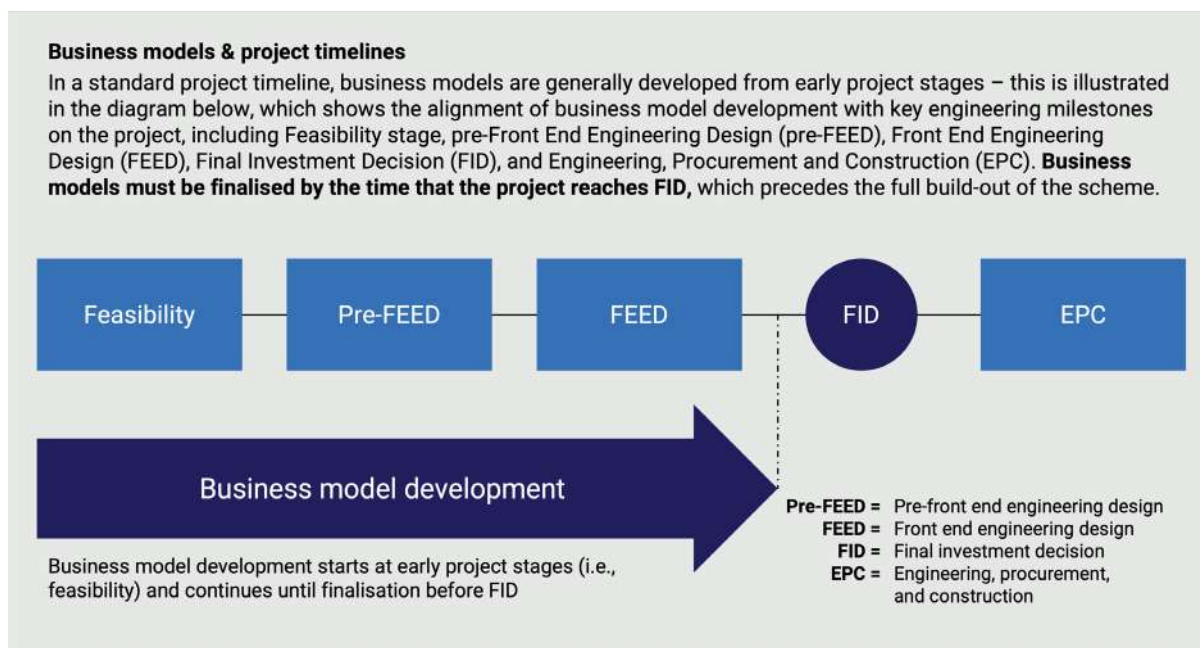 Business models & project timelines
In a standard project timeline, business models are generally developed from early project stages – this is illustrated
in the diagram below, which shows the alignment of business model development with key engineering milestones
on the project, including Feasibility stage, pre-Front End Engineering Design (pre-FEED), Front End Engineering
Design (FEED), Final Investment Decision (FID), and Engineering, Procurement and Construction (EPC). Business
models must be finalised by the time that the project reaches FID, which precedes the full build-out of the scheme.
Feasibility
Pre-FEED
FEED
FID
EPC
Business model development
Business model development starts at early project stages (i.e.,
feasibility) and continues until finalisation before FID
Pre-FEED = Pre-front end engineering design
FEED = Front end engineering design
FID = Final investment decision
EPC = Engineering, procurement,
and construction